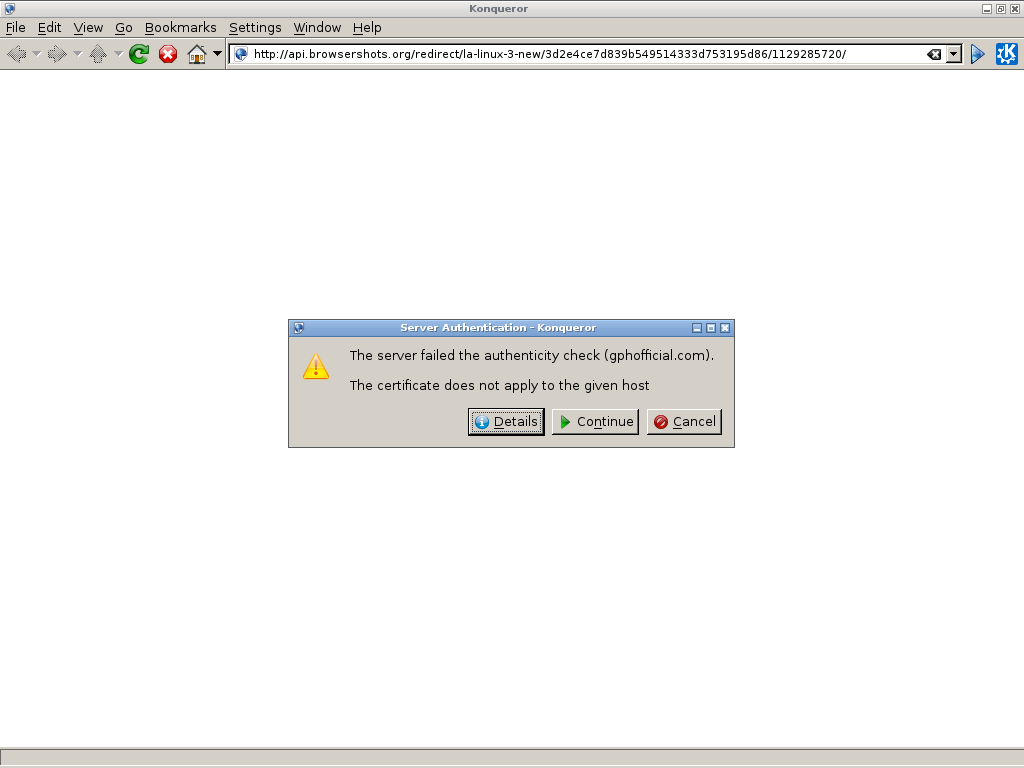 Konqueror
File Edit View Go Bookmarks Settings Window Help
http://api.browsershots.org/redirect/la-linux-3-new/3d2e4ce7d839b549514333d753195d86/1129285720/
Server Authentication - Konqueror
The server failed the authenticity check (gphofficial.com).
The certificate does not apply to the given host
Details Continue Cancel